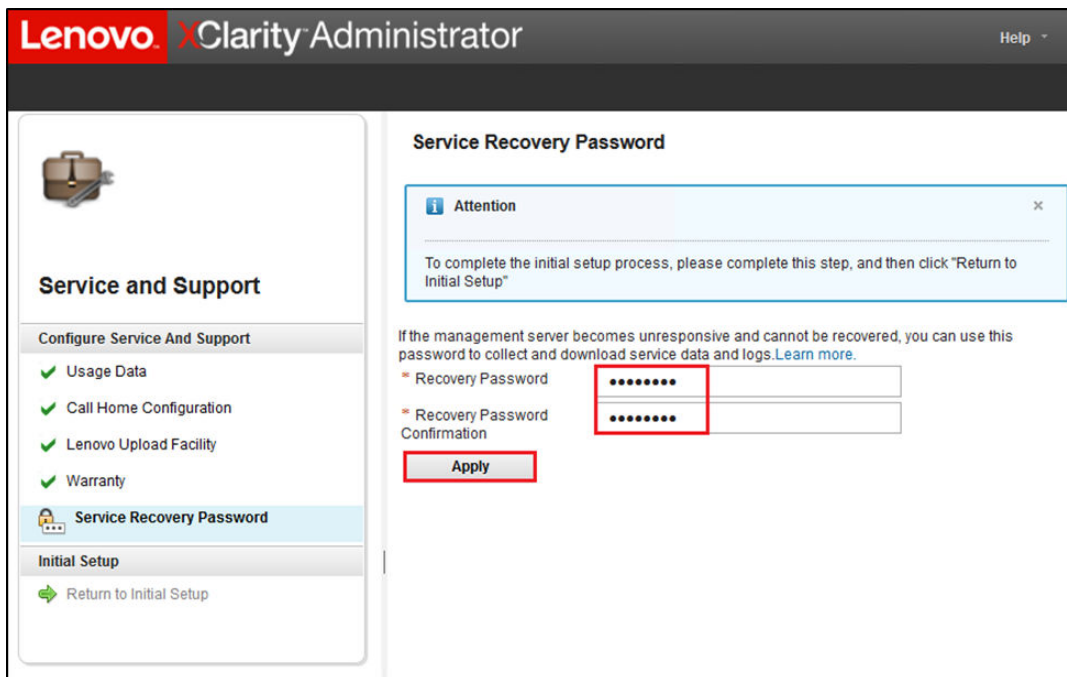 Lenovo. XClarity Administrator
Help
Service and Support
Configure Service And Support
Usage Data
Call Home Configuration
Lenovo Upload Facility
Warranty
Service Recovery Password
Initial Setup
Return to Initial Setup
Service Recovery Password
Attention
To complete the initial setup process, please complete this step, and then click "Return to
Initial Setup"
If the management server becomes unresponsive and cannot be recovered, you can use this
password to collect and download service data and logs.Learn more.
* Recovery Password ••••••••
* Recovery Password
Confirmation ••••••••
Apply